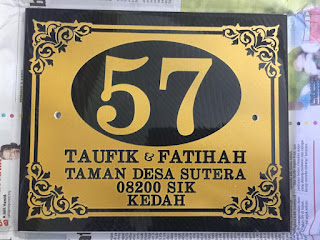 57
TAUFIK & FATIHAH
TAMAN DESA SUTERA
08200 SIK
KEDAH